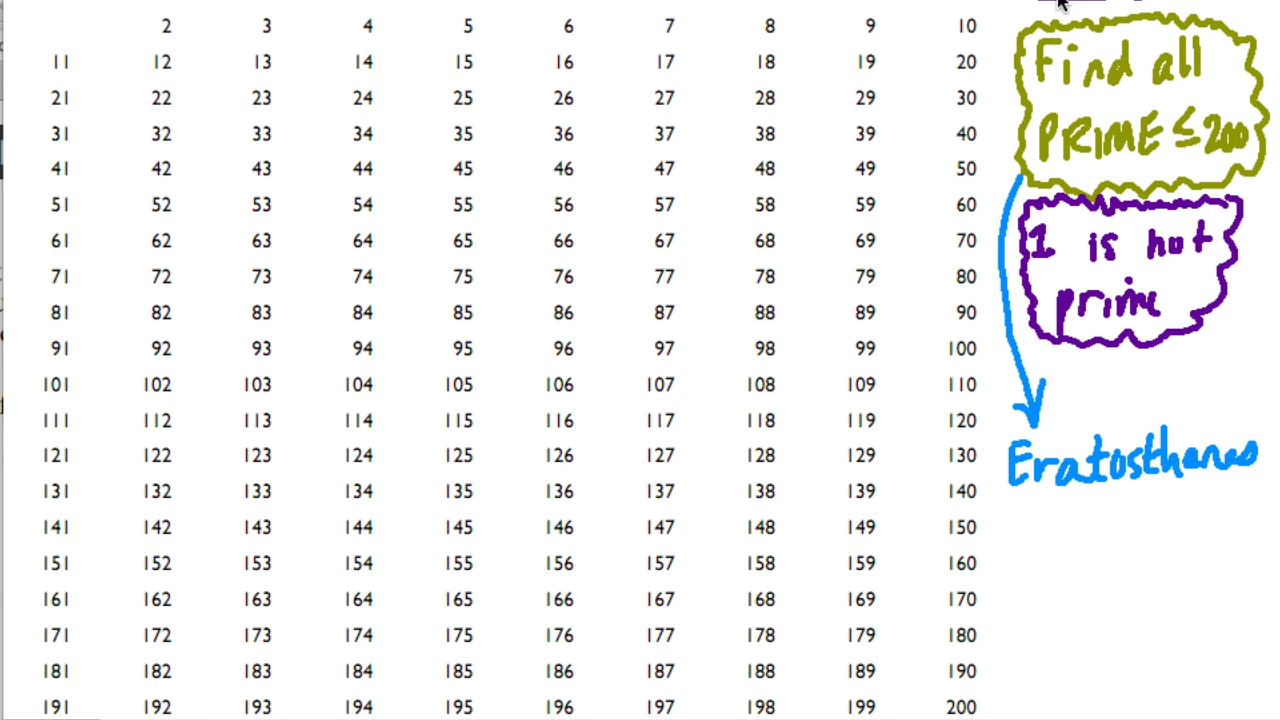 2 3 4 5 6 7 8 9 10
11 12 13 14 15 16 17 18 19 20
21 22 23 24 25 26 27 28 29 30
31 32 33 34 35 36 37 38 39 40
41 42 43 44 45 46 47 48 49 50
51 52 53 54 55 56 57 58 59 60
61 62 63 64 65 66 67 68 69 70
71 72 73 74 75 76 77 78 79 80
81 82 83 84 85 86 87 88 89 90
91 92 93 94 95 96 97 98 99 100
101 102 103 104 105 106 107 108 109 110
111 112 113 114 115 116 117 118 119 120
121 122 123 124 125 126 127 128 129 130
131 132 133 134 135 136 137 138 139 140
141 142 143 144 145 146 147 148 149 150
151 152 153 154 155 156 157 158 159 160
161 162 163 164 165 166 167 168 169 170
171 172 173 174 175 176 177 178 179 180
181 182 183 184 185 186 187 188 189 190
191 192 193 194 195 196 197 198 199 200
Find all
PRIME ≤ 200
1 is not
prime
Eratosthenes